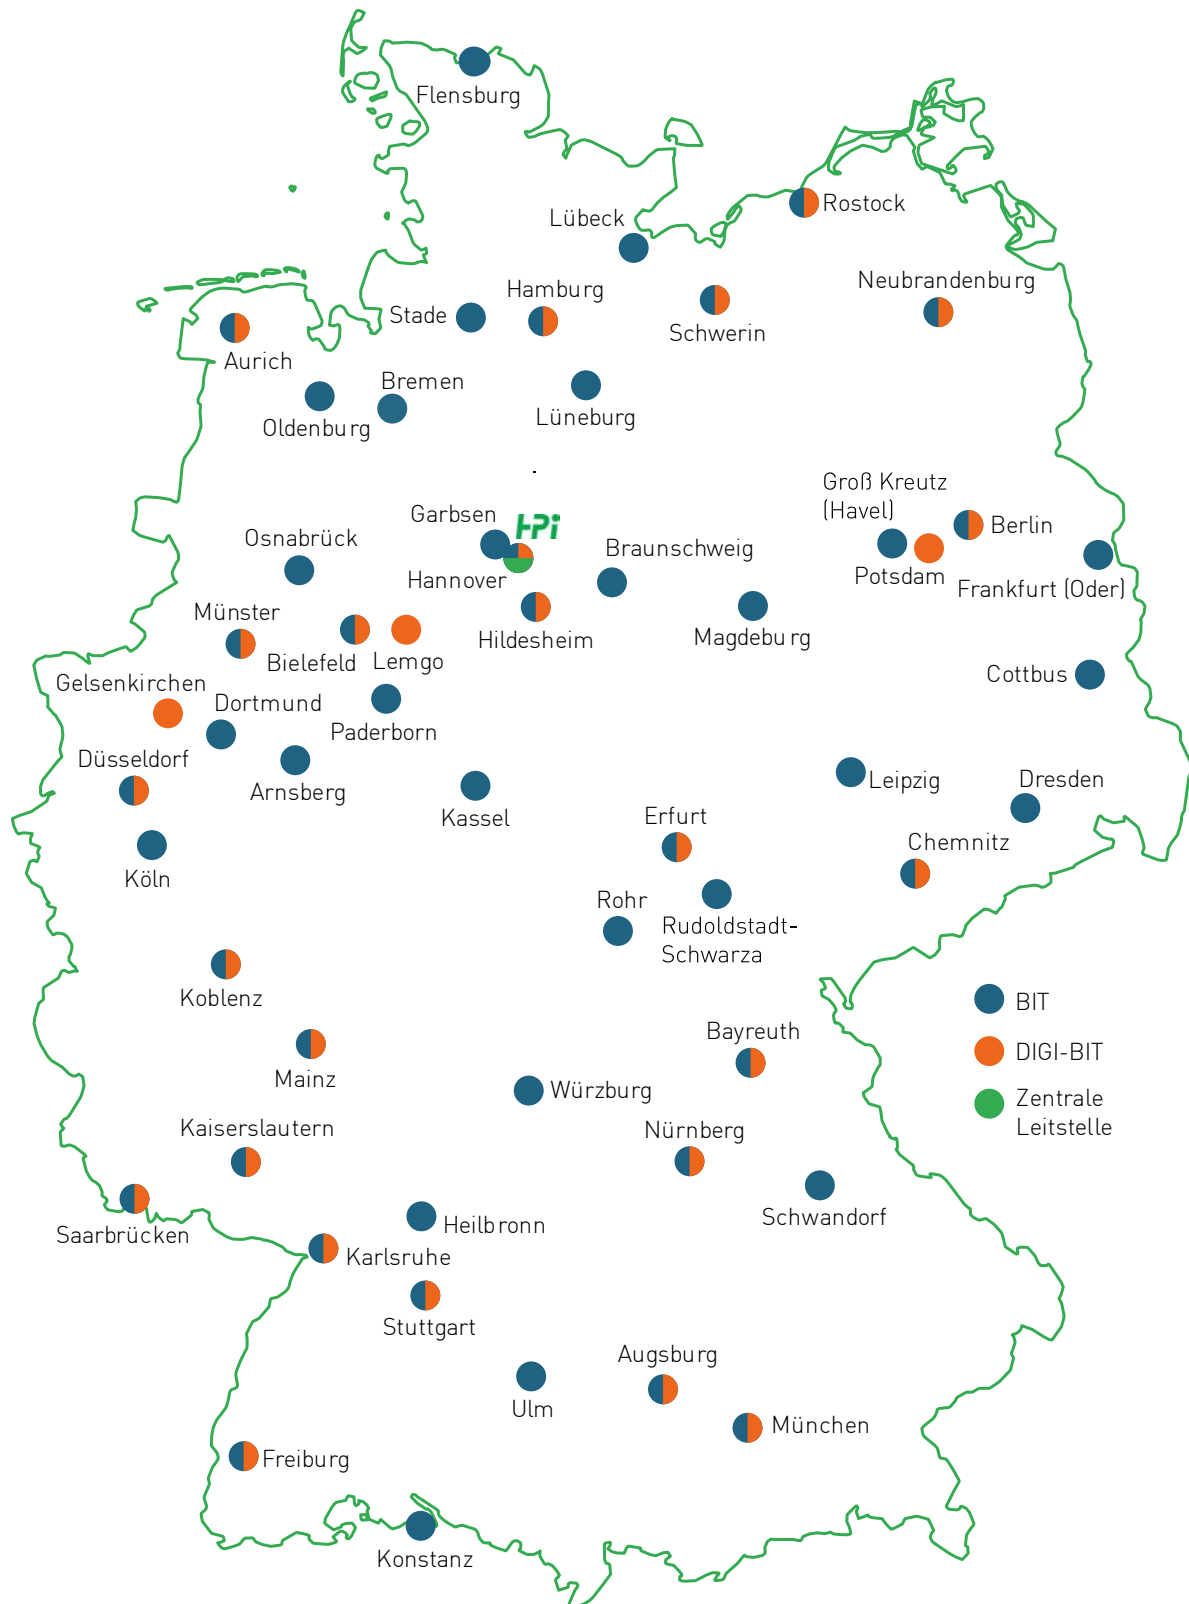 Flensburg
Lübeck
Rostock
Hamburg
Neubrandenburg
Stade
Schwerin
Aurich
Bremen
Oldenburg
Lüneburg
Groß Kreutz
(Havel)
Garbsen
HPi
Berlin
Osnabrück
Braunschweig
Hannover
Potsdam
Frankfurt (Oder)
Münster
Hildesheim
Magdeburg
Bielefeld
Lemgo
Cottbus
Gelsenkirchen
Dortmund
Paderborn
Düsseldorf
Arnsberg
Leipzig
Dresden
Kassel
Erfurt
Chemnitz
Köln
Rohr
Rudoldstadt-
Schwarza
Koblenz
BIT
Bayreuth
DIGI-BIT
Mainz
Würzburg
Zentrale
Leitstelle
Kaiserslautern
Nürnberg
Schwandorf
Saarbrücken
Heilbronn
Karlsruhe
Stuttgart
Augsburg
Ulm
München
Freiburg
Konstanz